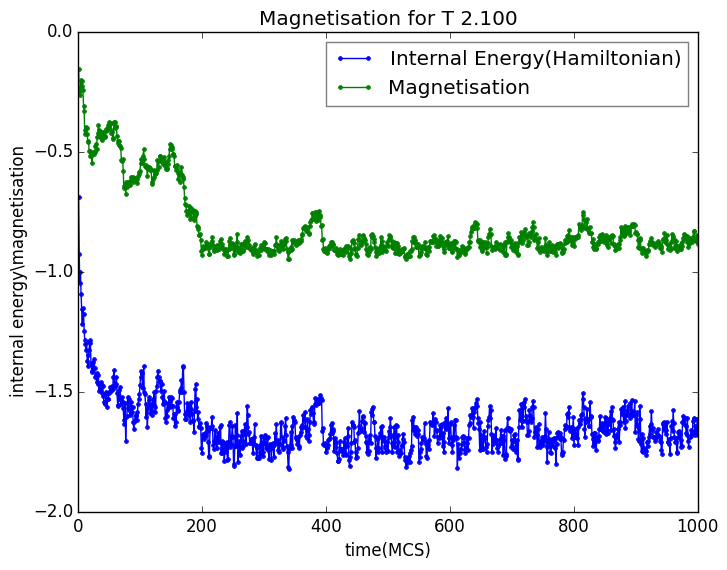 Magnetisation for T 2.100
Internal Energy(Hamiltonian)
Magnetisation
internal energy\magnetisation
0.0
−0.5
−1.0
−1.5
−2.0
0
200
400
600
800
1000
time(MCS)